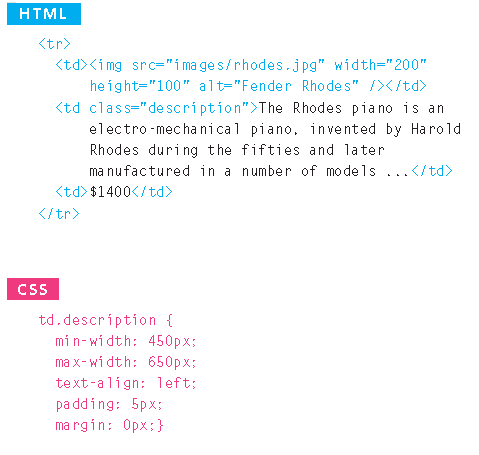 HTML
<tr>
<td><img src="images/rhodes.jpg" width="200"
height="100" alt="Fender Rhodes" /></td>
<td class="description">The Rhodes piano is an
electro-mechanical piano, invented by Harold
Rhodes during the fifties and later
manufactured in a number of models ...</td>
<td>$1400</td>
</tr>
CSS
td.description {
min-width: 450px;
max-width: 650px;
text-align: left;
padding: 5px;
margin: 0px;}